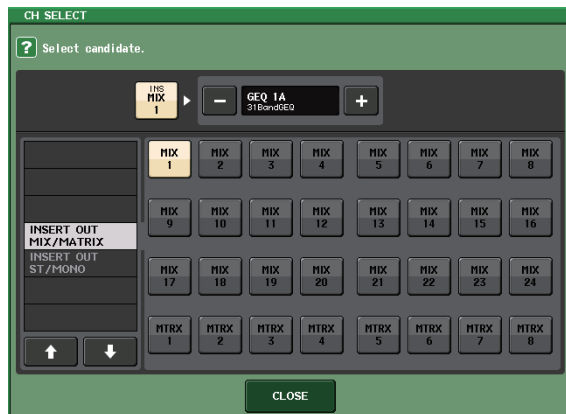 CH SELECT
? Select candidate.
INS
MIX
1
GEQ 1A
31BandGEQ
INSERT OUT
MIX/MATRIX
INSERT OUT
ST/MONO
MIX 1 MIX 2 MIX 3 MIX 4 MIX 5 MIX 6 MIX 7 MIX 8
MIX 9 MIX 10 MIX 11 MIX 12 MIX 13 MIX 14 MIX 15 MIX 16
MIX 17 MIX 18 MIX 19 MIX 20 MIX 21 MIX 22 MIX 23 MIX 24
MTRX 1 MTRX 2 MTRX 3 MTRX 4 MTRX 5 MTRX 6 MTRX 7 MTRX 8
CLOSE